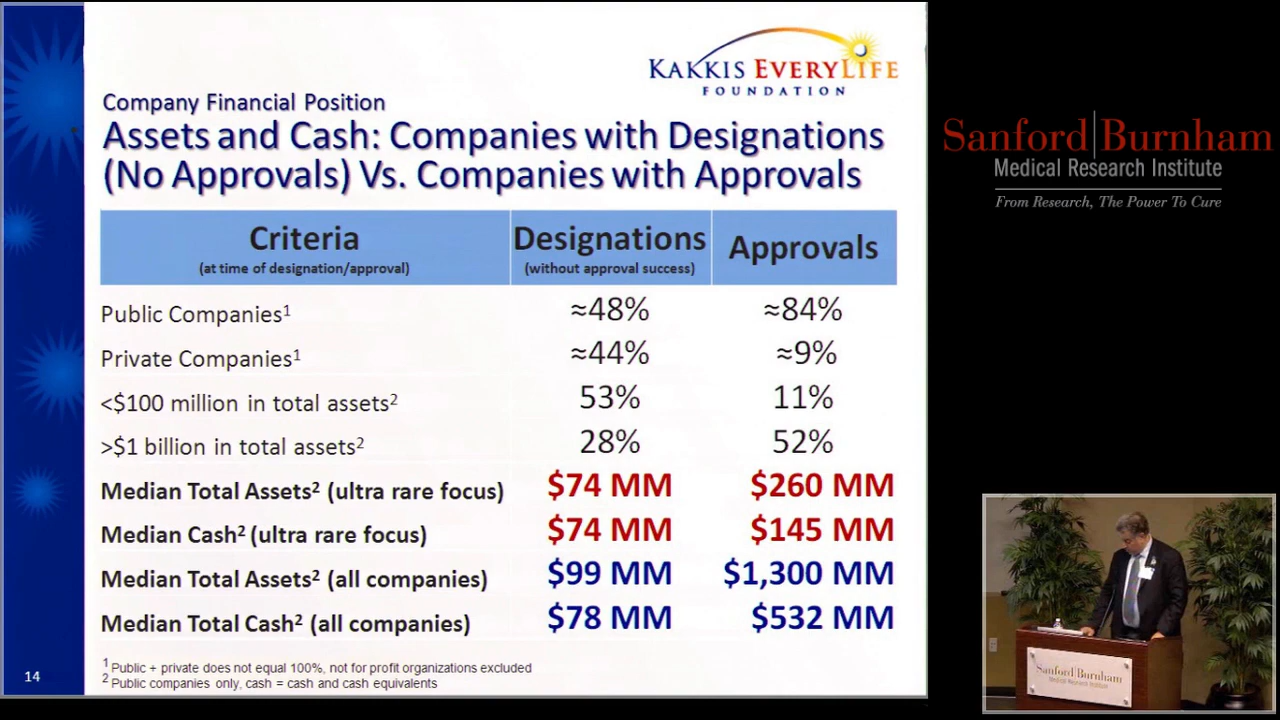 KAKKIS EVERYLIFE
FOUNDATION
Company Financial Position
Assets and Cash: Companies with Designations
(No Approvals) Vs. Companies with Approvals
Criteria
(at time of designation/approval)
Designations
(without approval success)
Approvals
Public Companies¹ ≈48% ≈84%
Private Companies¹ ≈44% ≈9%
<$100 million in total assets² 53% 11%
>$1 billion in total assets² 28% 52%
Median Total Assets² (ultra rare focus) $74 MM $260 MM
Median Cash² (ultra rare focus) $74 MM $145 MM
Median Total Assets² (all companies) $99 MM $1,300 MM
Median Total Cash² (all companies) $78 MM $532 MM
1 Public + private does not equal 100%, not for profit organizations excluded
2 Public companies only, cash = cash and cash equivalents
14
Sanford|Burnham
Medical Research Institute
From Research, The Power To Cure
Sanford|Burnham
Medical Research Institute